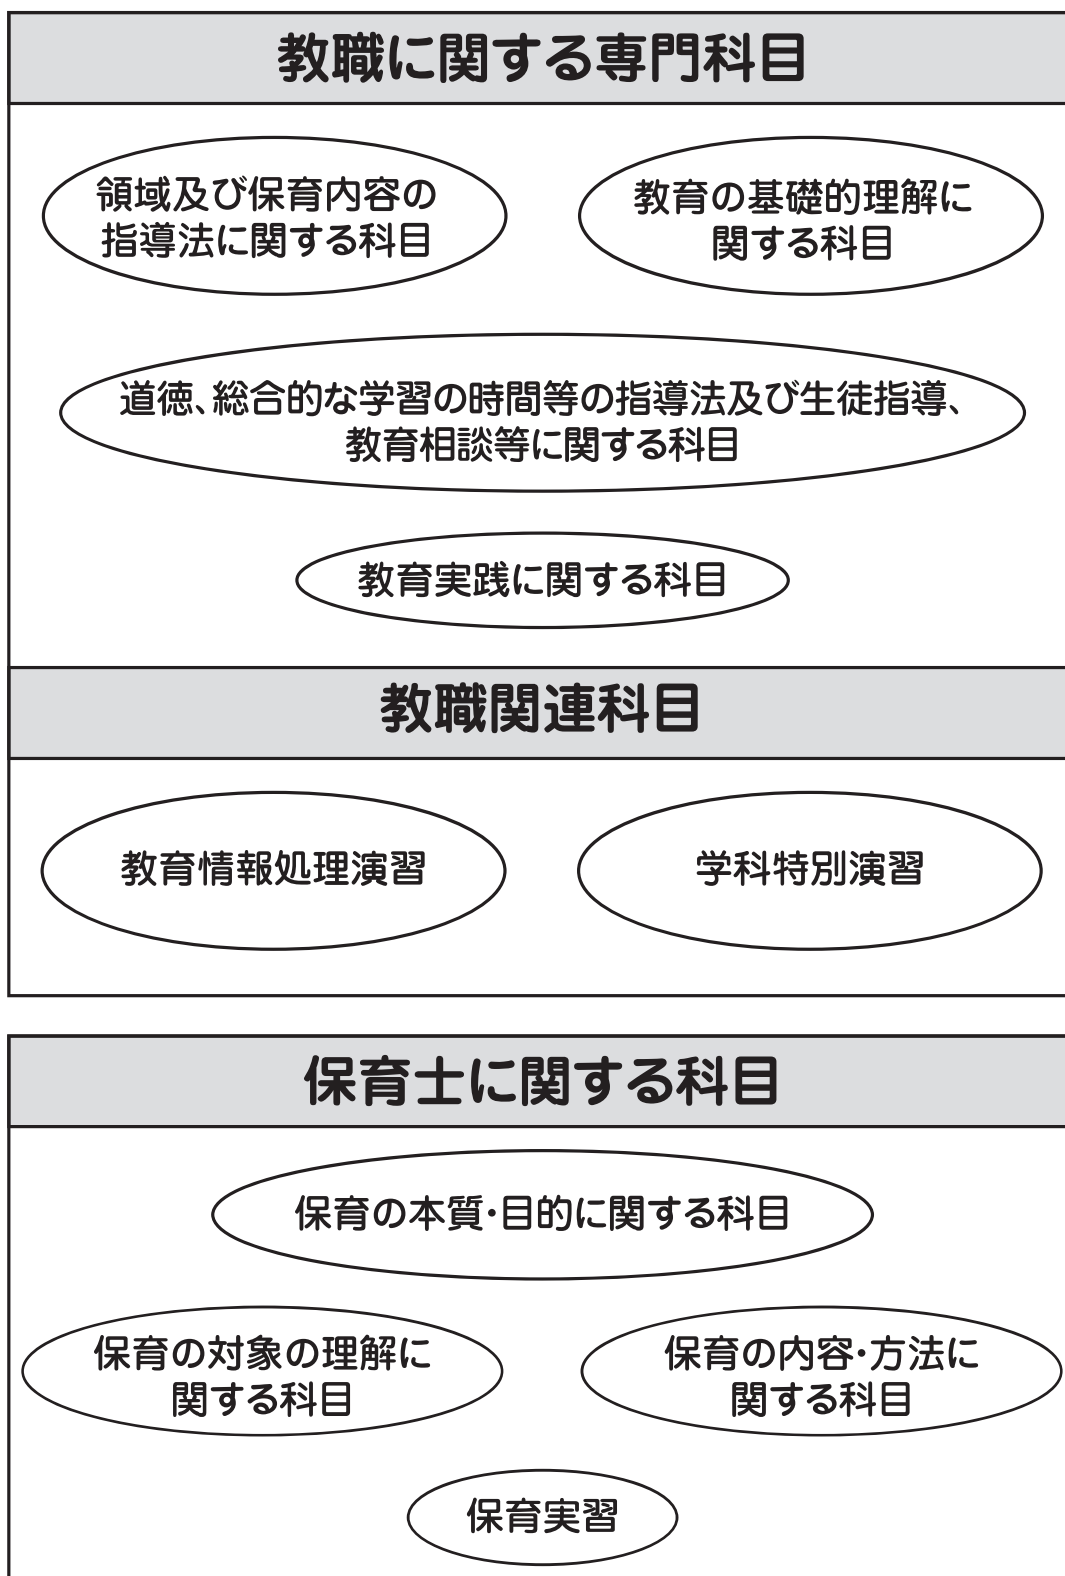 教職に関する専門科目
領域及び保育内容の
指導法に関する科目
教育の基礎的理解に
関する科目
道徳、総合的な学習の時間等の指導法及び生徒指導、
教育相談等に関する科目
教育実践に関する科目
教職関連科目
教育情報処理演習
学科特別演習
保育士に関する科目
保育の本質・目的に関する科目
保育の対象の理解に
関する科目
保育の内容・方法に
関する科目
保育実習